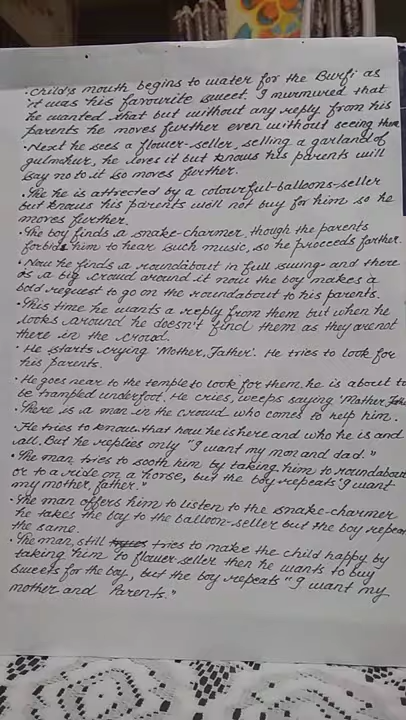 • Child's mouth begins to water for the Burfi as
it was his favourite sweet. I murmured that
he wanted that but without any reply from his
parents he moves further even without seeing them
• Next he sees a flower-seller, selling a garland of
gulmohur, he loves it but knows his parents will
say no to it so moves further.
• The he is attrected by a colourful-balloons-seller
but knows his parents well not buy for him so he
moves further.
• The boy finds a snake-charmer, though the parents
forbids him to hear such music, so he proceeds farther.
• Now he finds a roundabout in full swing and there
is a big crowd around it now the boy makes a
bold request to go on the roundabout to his parents.
• This time he wants a reply from them but when he
looks around he doesn't find them as they are not
there in the crowd.
• He starts crying 'Mother, Father'. He tries to look for
his parents.
• He goes near to the temple to look for them. he is about to
be trampled underfoot. He cries, weeps saying 'Mother, Father
• There is a man in the crowd who comes to help him.
• He tries to know that how he is here and who he is and
all. But he replies only "I want my mon and dad."
• The man tries to sooth him by taking him to roundabout
or to a ride on a horse, but the boy repeats 'I want
my mother, father."
• The man offers him to listen to the snake-charmer
he takes the boy to the balloon-seller but the boy repeat
the same.
• The man, still tries to make the child happy by
taking him to flower-seller then he wants to buy
sweets for the boy, but the boy repeats "I want my
mother and Parents."